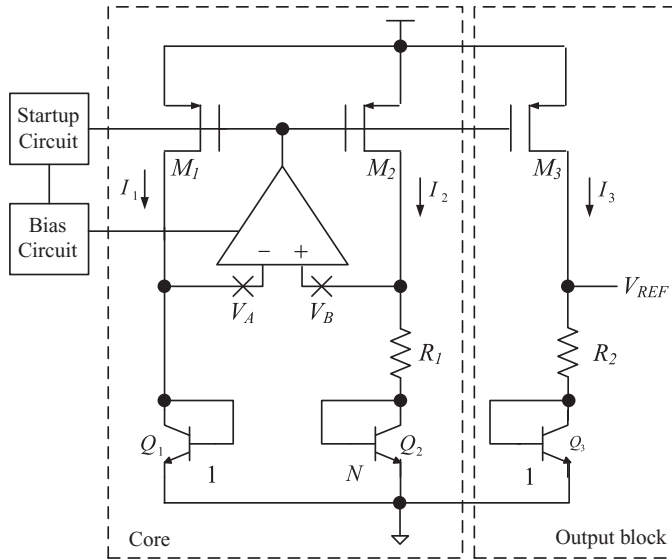 Startup
Circuit
Bias
Circuit
M1
M2
M3
I1
I2
I3
−
+
VA
VB
VREF
R1
R2
Q1
1
N
Q2
1
Q3
Core
Output block